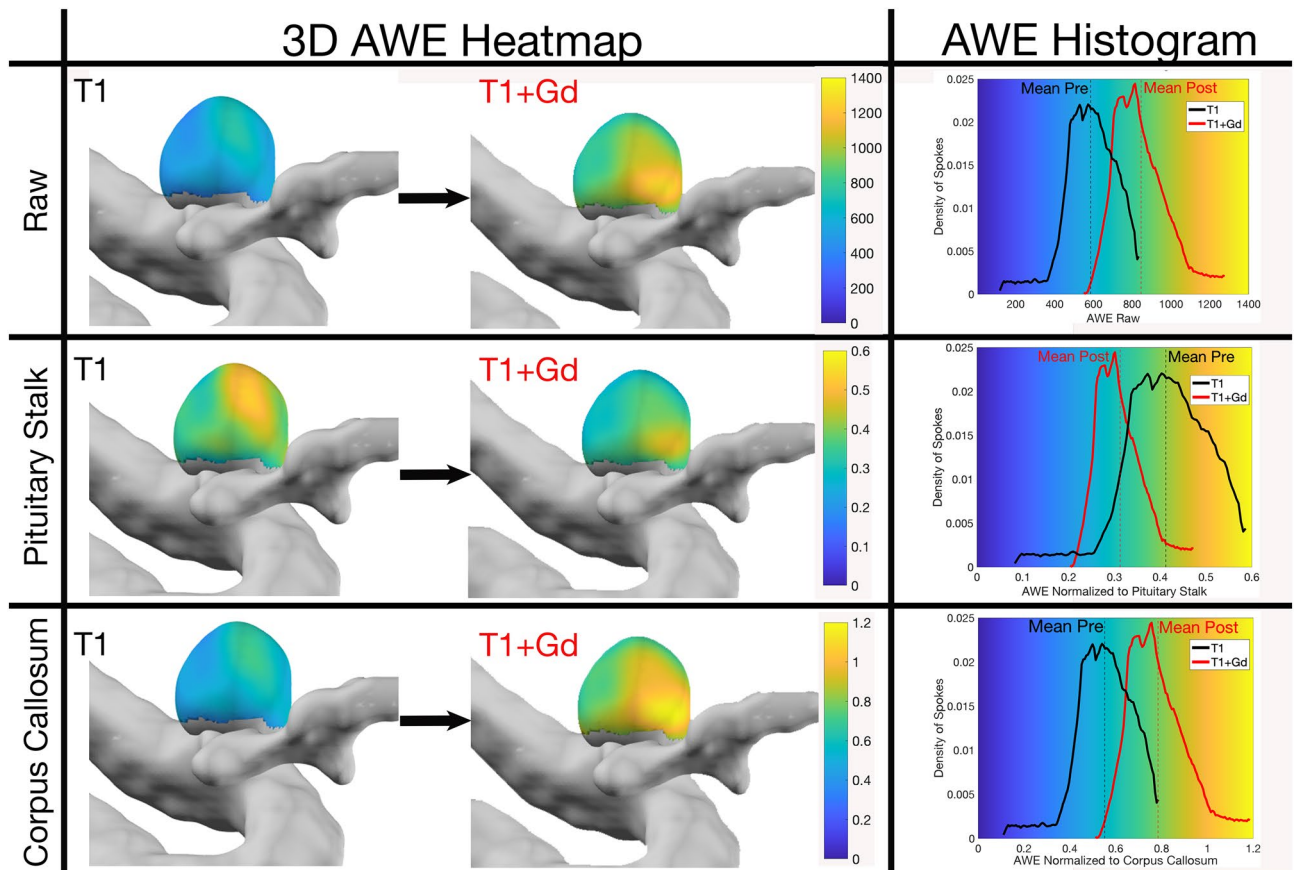 3D AWE Heatmap
AWE Histogram
Raw
T1
T1+Gd
1400
1200
1000
800
600
400
200
0
0.025
0.02
0.015
0.01
0.005
0
Density of Spokes
Mean Pre
Mean Post
T1
T1+Gd
200 400 600 800 1000 1200 1400
AWE Raw
Pituitary Stalk
T1
T1+Gd
0.6
0.5
0.4
0.3
0.2
0.1
0
0.025
0.02
0.015
0.01
0.005
0
Density of Spokes
Mean Post
Mean Pre
T1
T1+Gd
0 0.1 0.2 0.3 0.4 0.5 0.6
AWE Normalized to Pituitary Stalk
Corpus Callosum
T1
T1+Gd
1.2
1
0.8
0.6
0.4
0.2
0
0.025
0.02
0.015
0.01
0.005
0
Density of Spokes
Mean Pre
Mean Post
T1
T1+Gd
0 0.2 0.4 0.6 0.8 1 1.2
AWE Normalized to Corpus Callosum